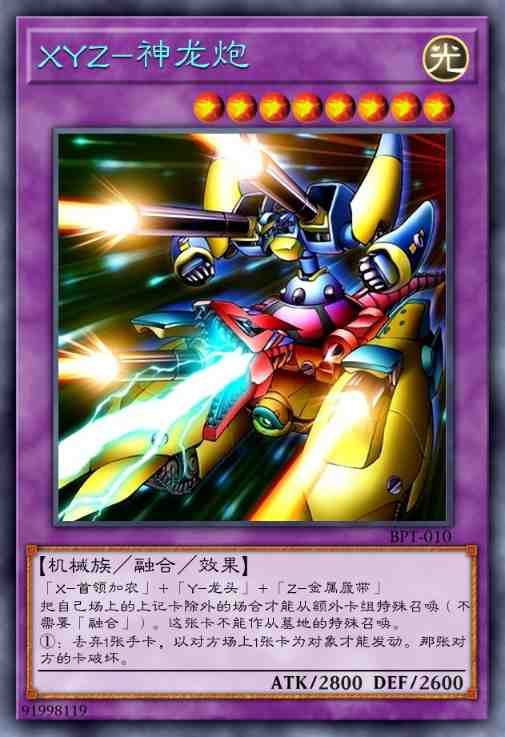 XYZ-神龙炮
光
BPT-010
【机械族／融合／效果】
「X-首领加农」+「Y-龙头」+「Z-金属履带」
把自己场上的上记卡除外的场合才能从额外卡组特殊召唤（不
需要「融合」）。这张卡不能作从墓地的特殊召唤。
①：去弃1张手卡，以对方场上1张卡为对象才能发动。那张对
方的卡破坏。
ATK/2800 DEF/2600
91998119